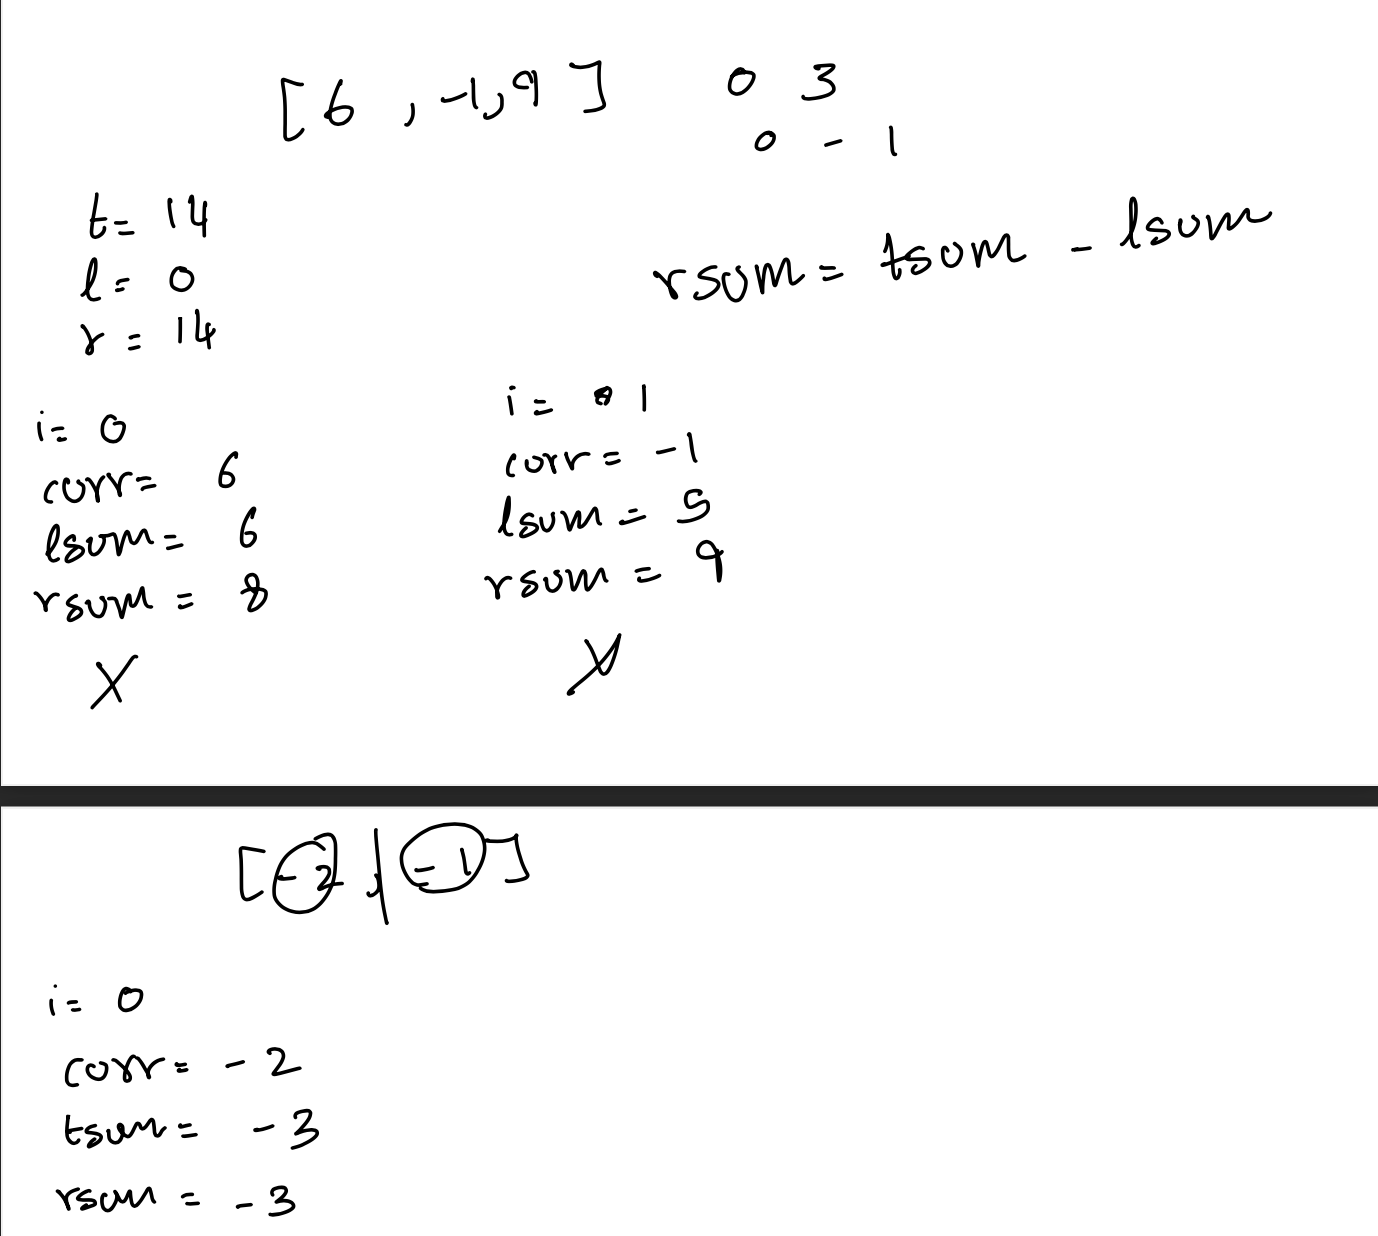 [6 , -1, 9] 0 3
0 - 1
t= 14
l= 0
r= 14
rsum= tsum - lsum
i= 0
curr= 6
lsum= 6
rsum= 8
X
i= 1
curr= -1
lsum= 5
rsum= 9
X
[-2, -1]
i= 0
curr= -2
tsum= -3
rsum= -3